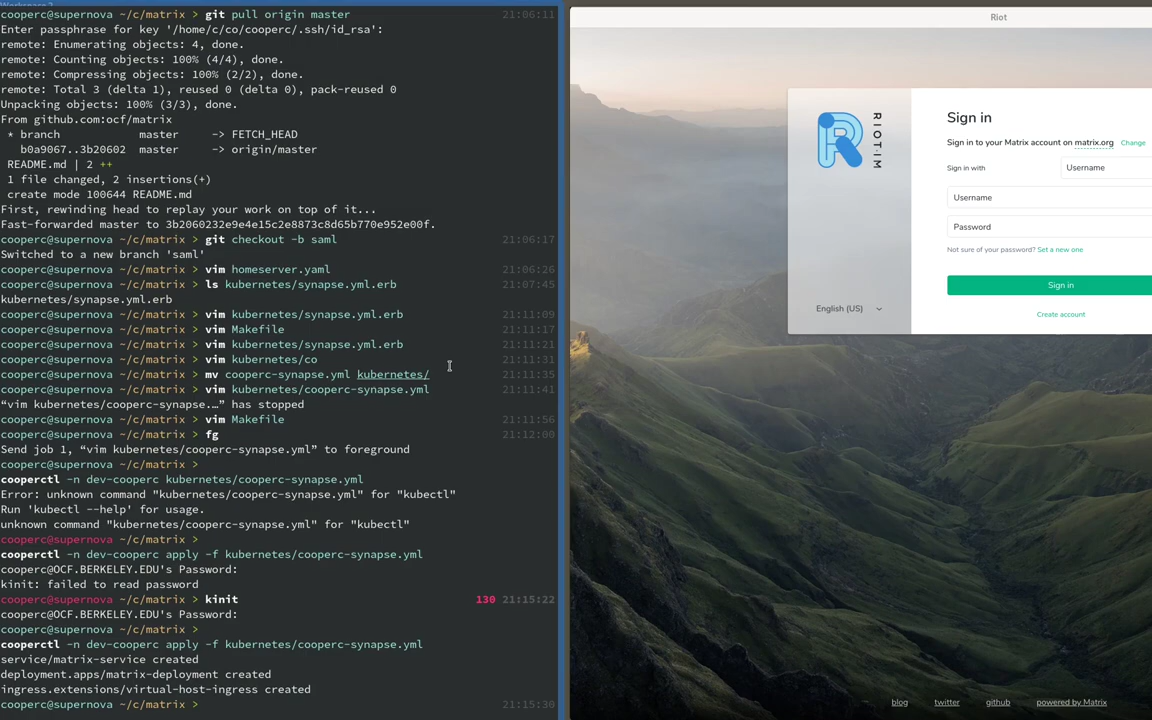 cooperc@supernova ~/c/matrix > git pull origin master 21:06:11
Enter passphrase for key '/home/c/co/cooperc/.ssh/id_rsa':
remote: Enumerating objects: 4, done.
remote: Counting objects: 100% (4/4), done.
remote: Compressing objects: 100% (2/2), done.
remote: Total 3 (delta 1), reused 0 (delta 0), pack-reused 0
Unpacking objects: 100% (3/3), done.
From github.com:ocf/matrix
* branch master -> FETCH_HEAD
b0a9067..3b20602 master -> origin/master
README.md | 2 ++
1 file changed, 2 insertions(+)
create mode 100644 README.md
First, rewinding head to replay your work on top of it...
Fast-forwarded master to 3b2060232e9e4e15c2e8873c8d65b770e952e00f.
cooperc@supernova ~/c/matrix > git checkout -b saml 21:06:17
Switched to a new branch 'saml'
cooperc@supernova ~/c/matrix > vim homeserver.yaml 21:06:26
cooperc@supernova ~/c/matrix > ls kubernetes/synapse.yml.erb 21:07:45
kubernetes/synapse.yml.erb
cooperc@supernova ~/c/matrix > vim kubernetes/synapse.yml.erb 21:11:09
cooperc@supernova ~/c/matrix > vim Makefile 21:11:17
cooperc@supernova ~/c/matrix > vim kubernetes/synapse.yml.erb 21:11:21
cooperc@supernova ~/c/matrix > vim kubernetes/co 21:11:31
cooperc@supernova ~/c/matrix > mv cooperc-synapse.yml kubernetes/ 21:11:35
cooperc@supernova ~/c/matrix > vim kubernetes/cooperc-synapse.yml 21:11:41
“vim kubernetes/cooperc-synapse.…” has stopped
cooperc@supernova ~/c/matrix > vim Makefile 21:11:56
cooperc@supernova ~/c/matrix > fg 21:12:00
Send job 1, “vim kubernetes/cooperc-synapse.yml” to foreground
cooperc@supernova ~/c/matrix >
cooperctl -n dev-cooperc kubernetes/cooperc-synapse.yml
Error: unknown command "kubernetes/cooperc-synapse.yml" for "kubectl"
Run 'kubectl --help' for usage.
unknown command "kubernetes/cooperc-synapse.yml" for "kubectl"
cooperc@supernova ~/c/matrix >
cooperctl -n dev-cooperc apply -f kubernetes/cooperc-synapse.yml
cooperc@OCF.BERKELEY.EDU's Password:
kinit: failed to read password
cooperc@supernova ~/c/matrix > kinit 130 21:15:22
cooperc@OCF.BERKELEY.EDU's Password:
cooperc@supernova ~/c/matrix >
cooperctl -n dev-cooperc apply -f kubernetes/cooperc-synapse.yml
service/matrix-service created
deployment.apps/matrix-deployment created
ingress.extensions/virtual-host-ingress created
cooperc@supernova ~/c/matrix > 21:15:30
Riot
RIOT·IM
English (US)
Sign in
Sign in to your Matrix account on matrix.org Change
Sign in with Username
Username
Password
Not sure of your password? Set a new one
Sign in
Create account
blog twitter github powered by Matrix